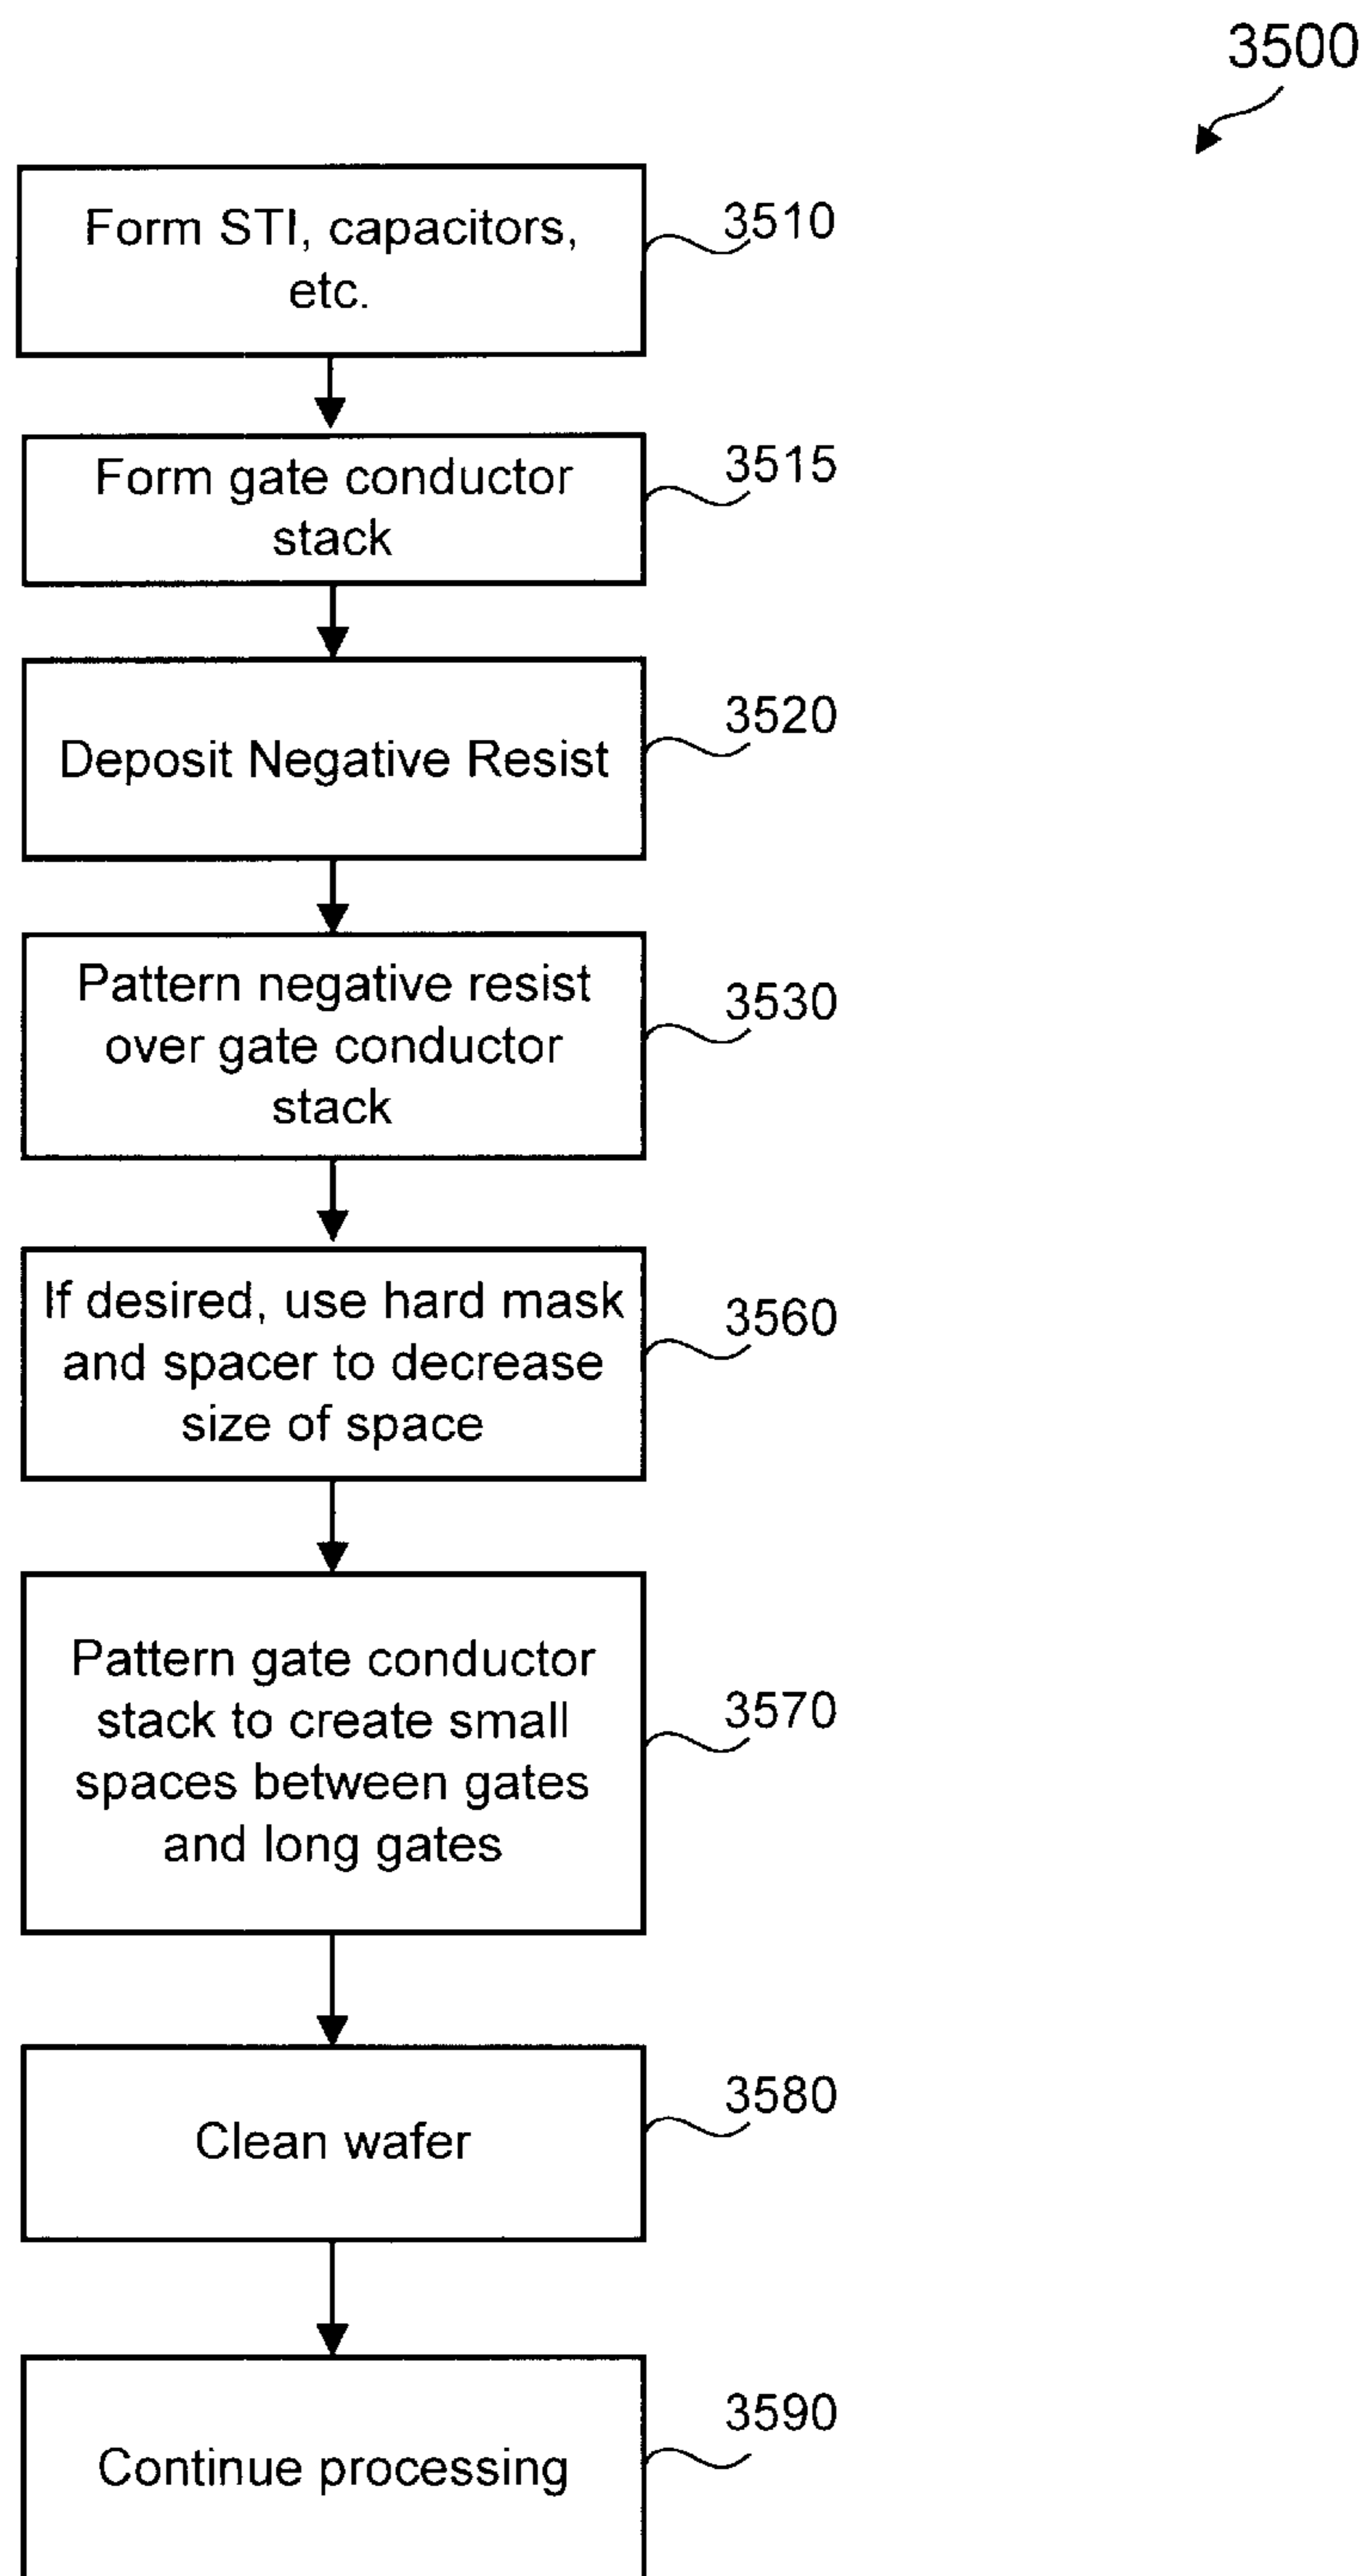 3500
Form STI, capacitors,
etc.
3510
Form gate conductor
stack
3515
Deposit Negative Resist
3520
Pattern negative resist
over gate conductor
stack
3530
If desired, use hard mask
and spacer to decrease
size of space
3560
Pattern gate conductor
stack to create small
spaces between gates
and long gates
3570
Clean wafer
3580
Continue processing
3590